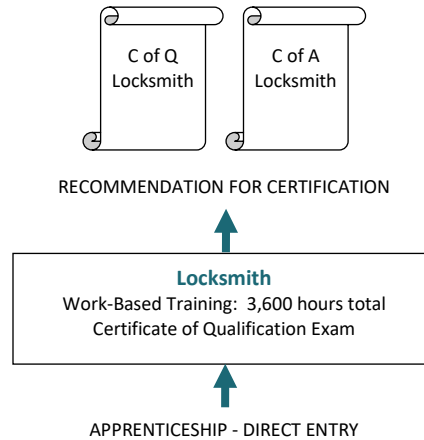 C of Q
Locksmith
C of A
Locksmith
RECOMMENDATION FOR CERTIFICATION
Locksmith
Work-Based Training:  3,600 hours total
Certificate of Qualification Exam
APPRENTICESHIP - DIRECT ENTRY